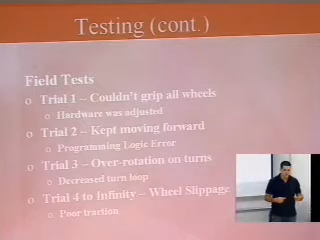 Testing (cont.)
Field Tests
o Trial 1 – Couldn't grip all wheels
o Hardware was adjusted
o Trial 2 – Kept moving forward
o Programming Logic Error
o Trial 3 – Over-rotation on turns
o Decreased turn loop
o Trial 4 to Infinity – Wheel Slippage
o Poor traction